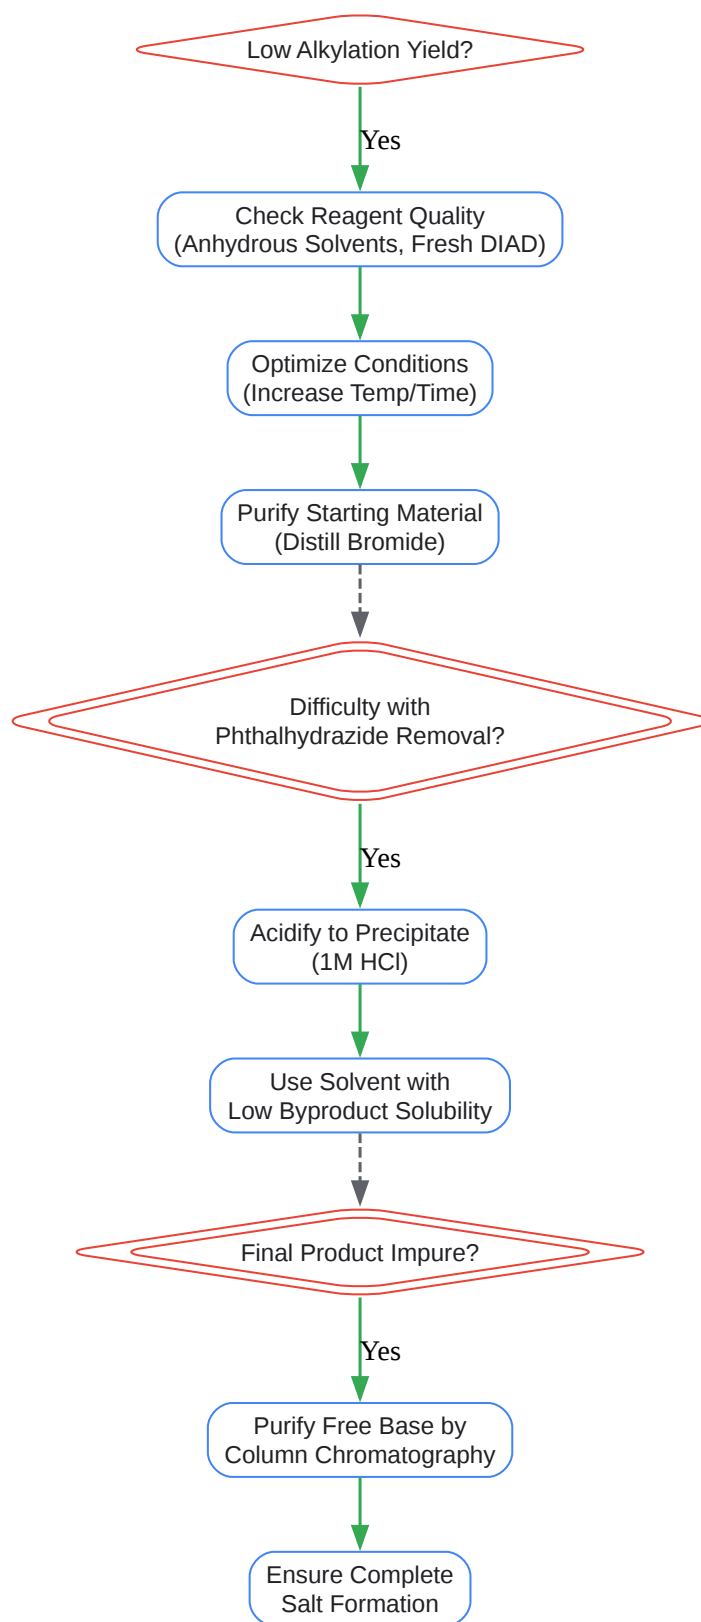 Low Alkylation Yield?
Yes
Check Reagent Quality
(Anhydrous Solvents, Fresh DIAD)
Optimize Conditions
(Increase Temp/Time)
Purify Starting Material
(Distill Bromide)
Difficulty with
Phthalhydrazide Removal?
Yes
Acidify to Precipitate
(1M HCl)
Use Solvent with
Low Byproduct Solubility
Final Product Impure?
Yes
Purify Free Base by
Column Chromatography
Ensure Complete
Salt Formation